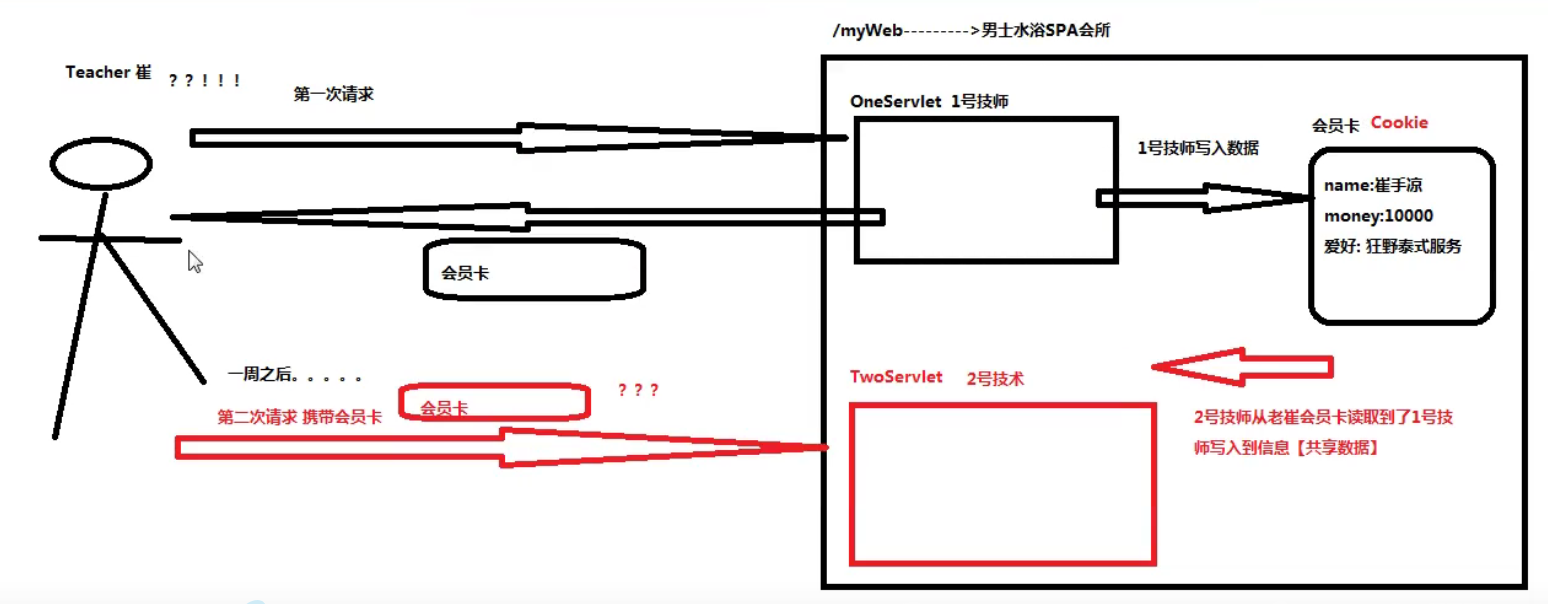 /myWeb--------->男士水浴SPA会所
Teacher 崔
？？！！！
第一次请求
OneServlet 1号技师
1号技师写入数据
会员卡 Cookie
name:崔手凉
money:10000
爱好: 狂野泰式服务
会员卡
一周之后。。。。。
第二次请求 携带会员卡
会员卡
？？？
TwoServlet 2号技术
2号技师从老崔会员卡读取到了1号技
师写入到信息【共享数据】